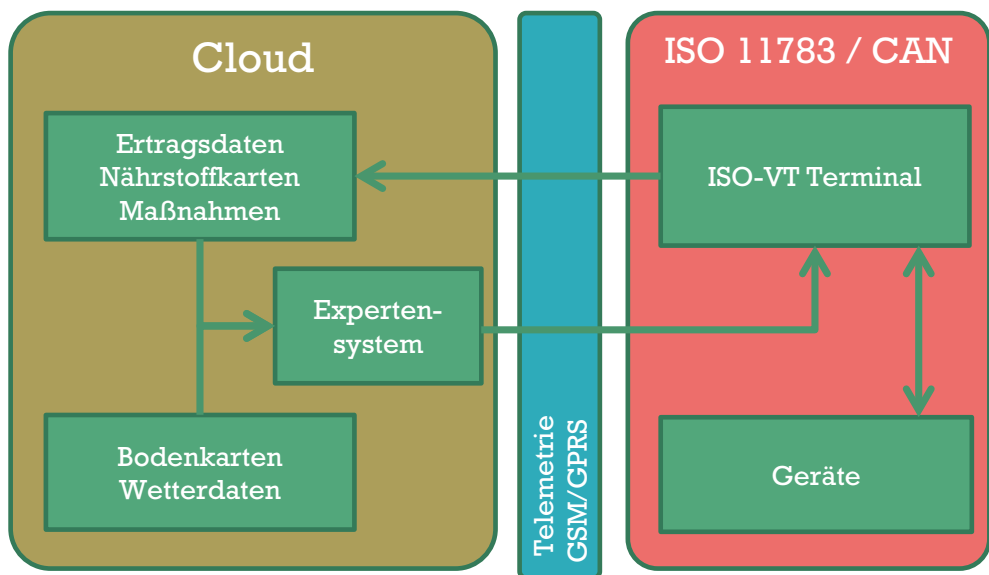 Cloud
Ertragsdaten
Nährstoffkarten
Maßnahmen
Experten-
system
Bodenkarten
Wetterdaten
Telemetrie
GSM/GPRS
ISO 11783 / CAN
ISO-VT Terminal
Geräte